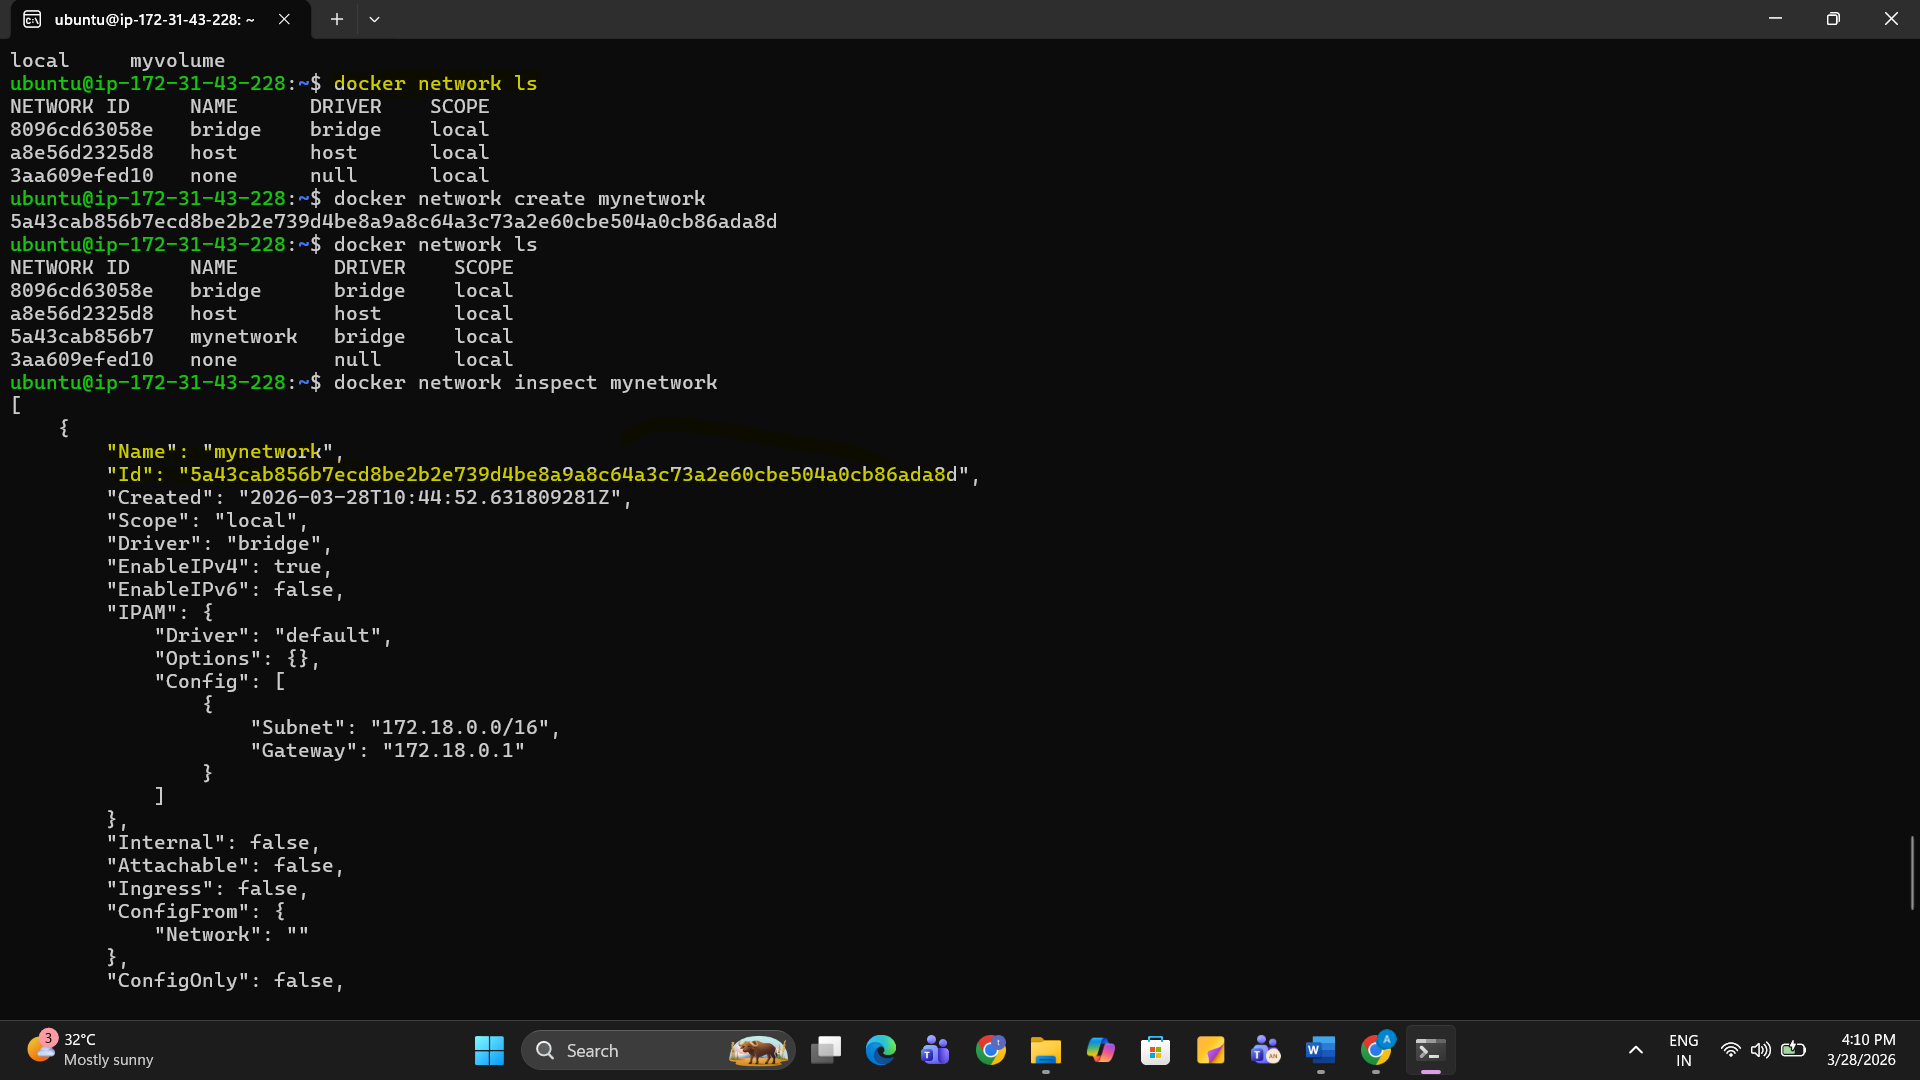 ubuntu@ip-172-31-43-228: ~
local     myvolume
ubuntu@ip-172-31-43-228:~$ docker network ls
NETWORK ID     NAME      DRIVER    SCOPE
8096cd63058e   bridge    bridge    local
a8e56d2325d8   host      host      local
3aa609efed10   none      null      local
ubuntu@ip-172-31-43-228:~$ docker network create mynetwork
5a43cab856b7ecd8be2b2e739d4be8a9a8c64a3c73a2e60cbe504a0cb86ada8d
ubuntu@ip-172-31-43-228:~$ docker network ls
NETWORK ID     NAME        DRIVER    SCOPE
8096cd63058e   bridge      bridge    local
a8e56d2325d8   host        host      local
5a43cab856b7   mynetwork   bridge    local
3aa609efed10   none        null      local
ubuntu@ip-172-31-43-228:~$ docker network inspect mynetwork
[
    {
        "Name": "mynetwork",
        "Id": "5a43cab856b7ecd8be2b2e739d4be8a9a8c64a3c73a2e60cbe504a0cb86ada8d",
        "Created": "2026-03-28T10:44:52.631809281Z",
        "Scope": "local",
        "Driver": "bridge",
        "EnableIPv4": true,
        "EnableIPv6": false,
        "IPAM": {
            "Driver": "default",
            "Options": {},
            "Config": [
                {
                    "Subnet": "172.18.0.0/16",
                    "Gateway": "172.18.0.1"
                }
            ]
        },
        "Internal": false,
        "Attachable": false,
        "Ingress": false,
        "ConfigFrom": {
            "Network": ""
        },
        "ConfigOnly": false,
3
32°C
Mostly sunny
Search
ENG
IN
4:10 PM
3/28/2026